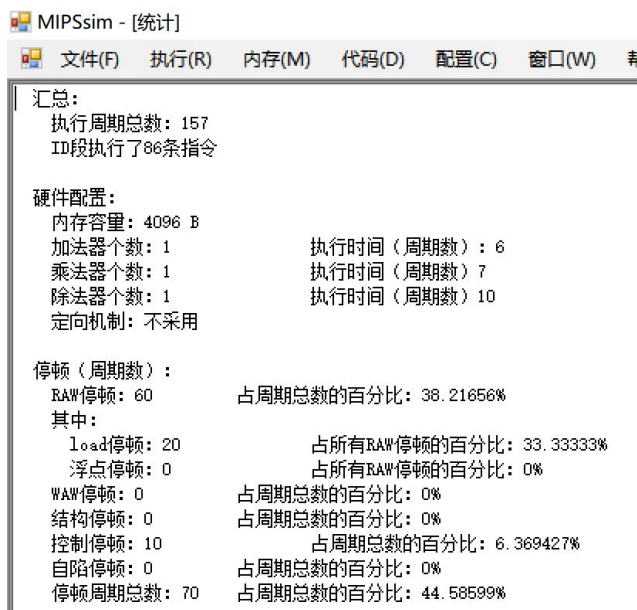 MIPSsim - [统计]
文件(F) 执行(R) 内存(M) 代码(D) 配置(C) 窗口(W)
汇总:
执行周期总数: 157
ID段执行了86条指令
硬件配置:
内存容量: 4096 B
加法器个数: 1 执行时间（周期数）: 6
乘法器个数: 1 执行时间（周期数）7
除法器个数: 1 执行时间（周期数）10
定向机制: 不采用
停顿（周期数）:
RAW停顿: 60 占周期总数的百分比: 38.21656%
其中:
load停顿: 20 占所有RAW停顿的百分比: 33.33333%
浮点停顿: 0 占所有RAW停顿的百分比: 0%
WAW停顿: 0 占周期总数的百分比: 0%
结构停顿: 0 占周期总数的百分比: 0%
控制停顿: 10 占周期总数的百分比: 6.369427%
自陷停顿: 0 占周期总数的百分比: 0%
停顿周期总数: 70 占周期总数的百分比: 44.58599%